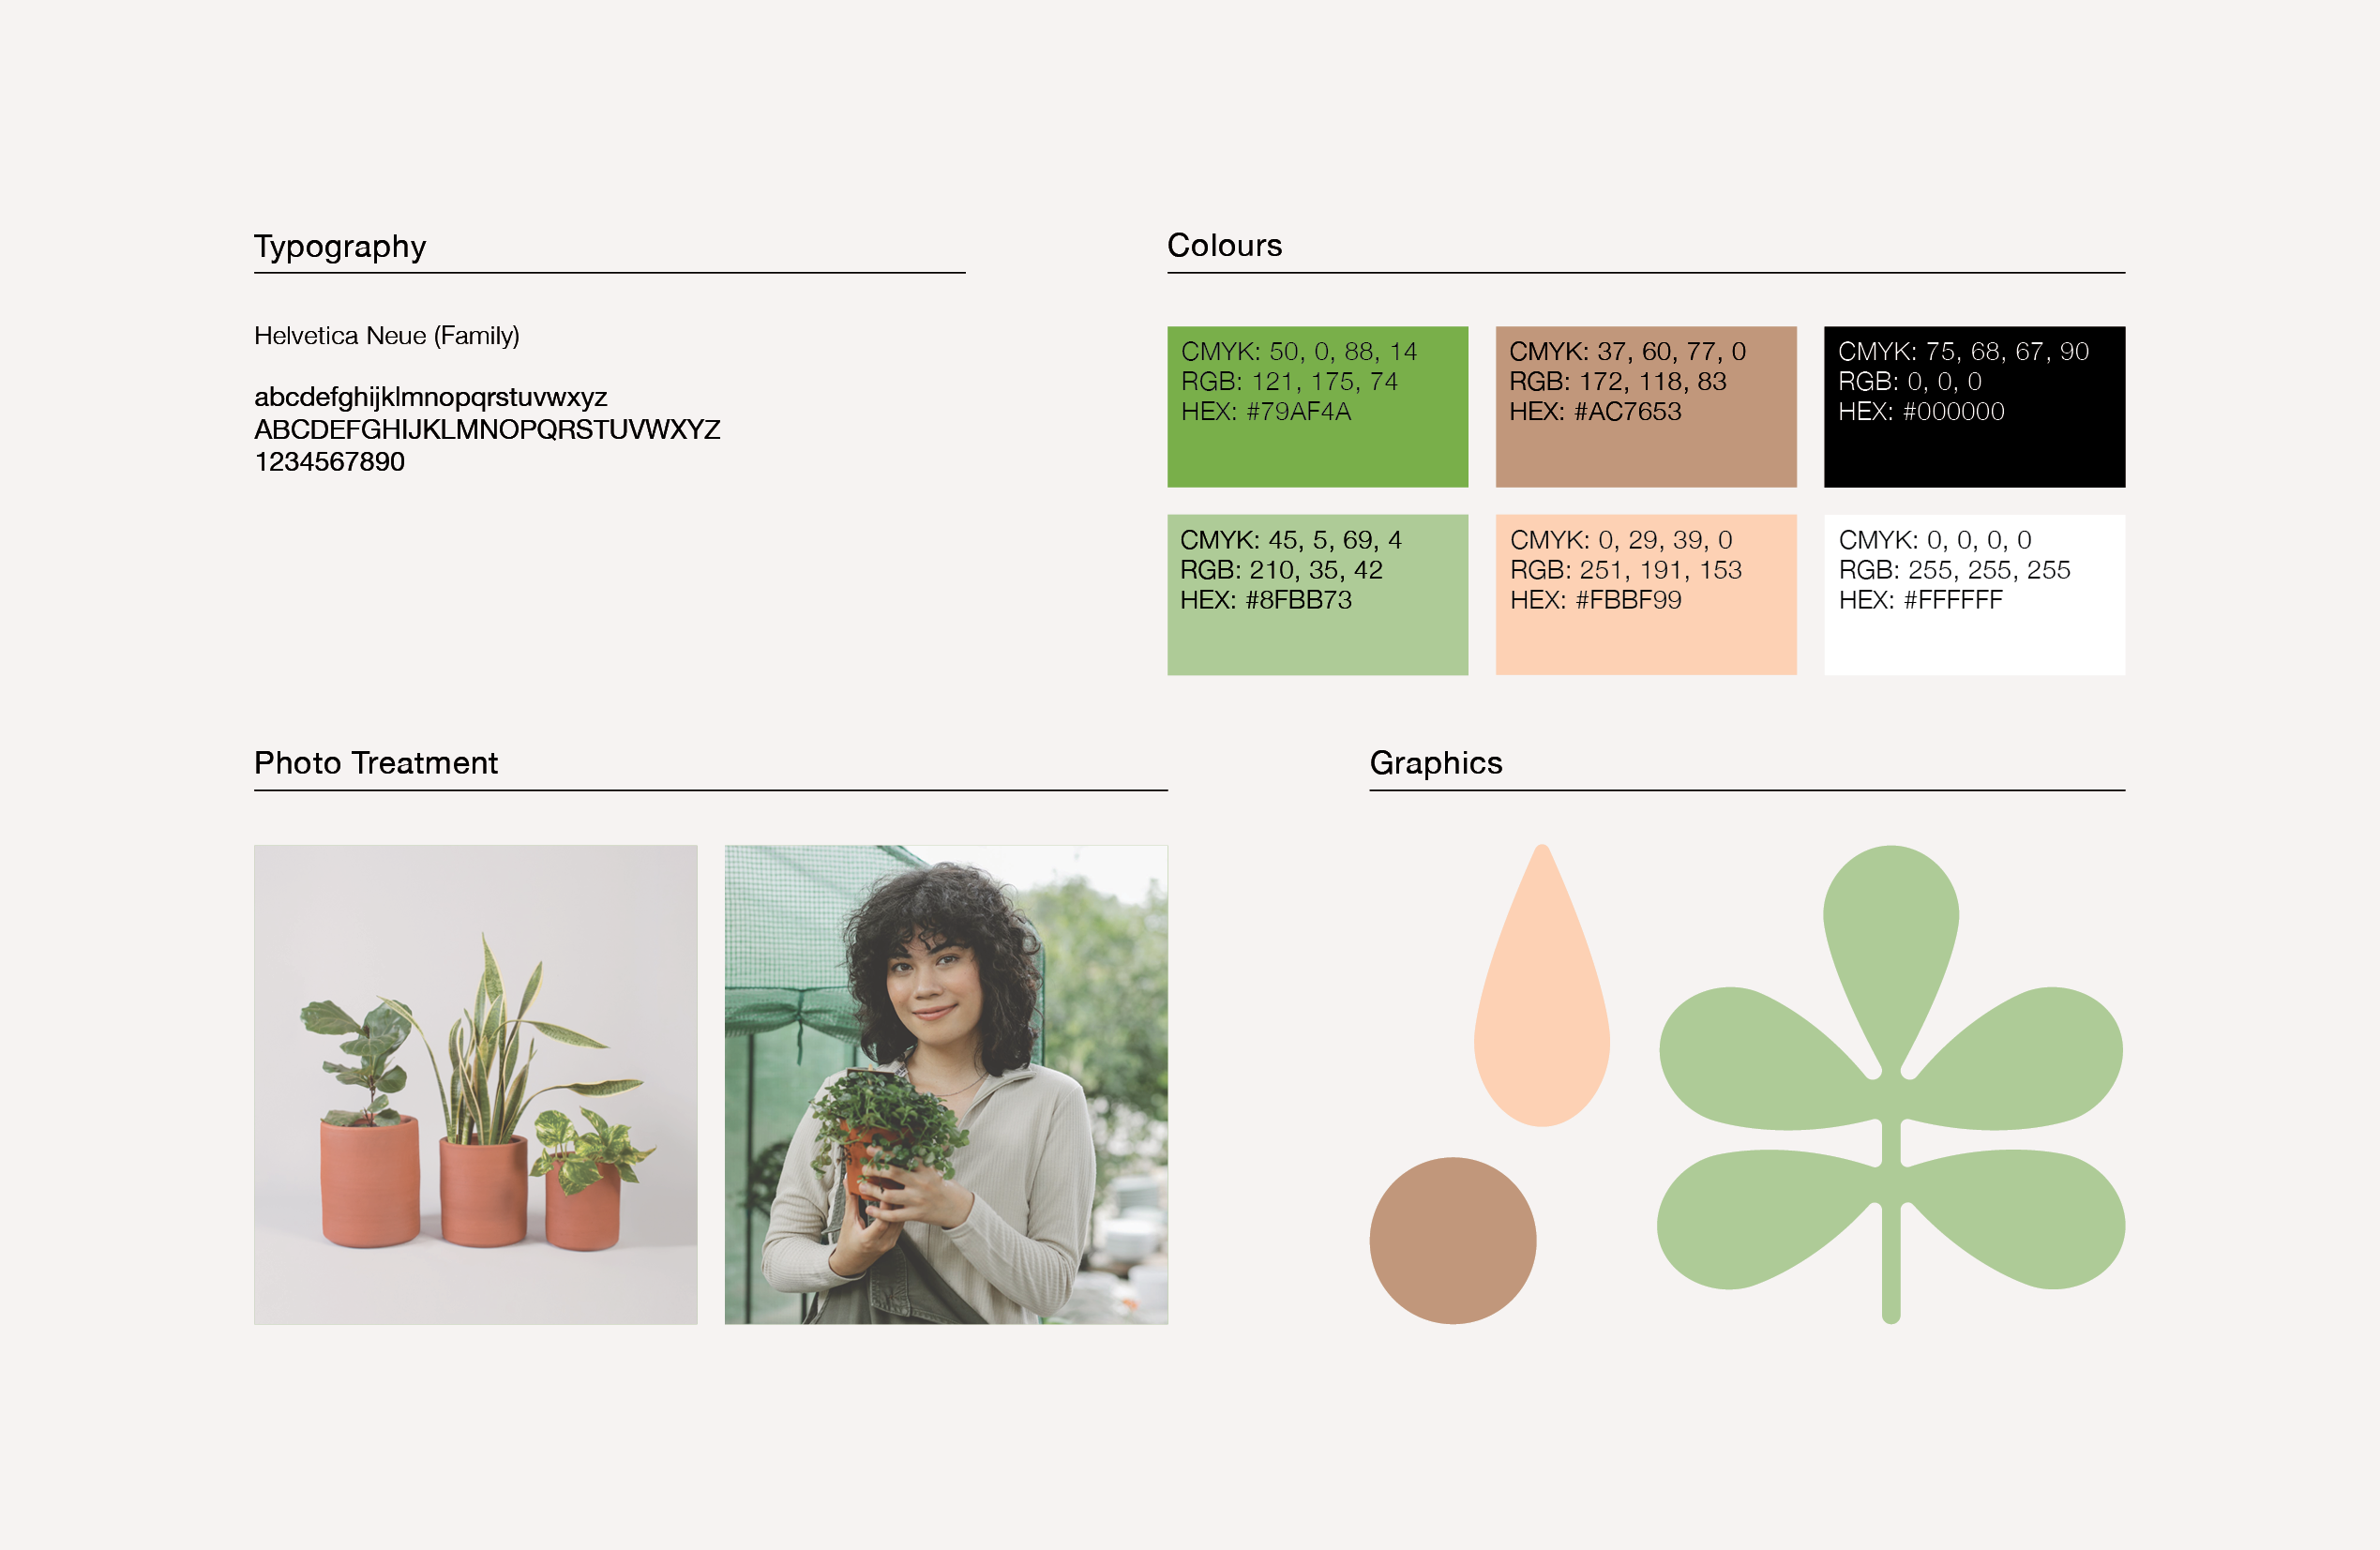 Typography
Helvetica Neue (Family)
abcdefghijklmnopqrstuvwxyz
ABCDEFGHIJKLMNOPQRSTUVWXYZ
1234567890
Colours
CMYK: 50, 0, 88, 14
RGB: 121, 175, 74
HEX: #79AF4A
CMYK: 37, 60, 77, 0
RGB: 172, 118, 83
HEX: #AC7653
CMYK: 75, 68, 67, 90
RGB: 0, 0, 0
HEX: #000000
CMYK: 45, 5, 69, 4
RGB: 210, 35, 42
HEX: #8FBB73
CMYK: 0, 29, 39, 0
RGB: 251, 191, 153
HEX: #FBBF99
CMYK: 0, 0, 0, 0
RGB: 255, 255, 255
HEX: #FFFFFF
Photo Treatment
Graphics